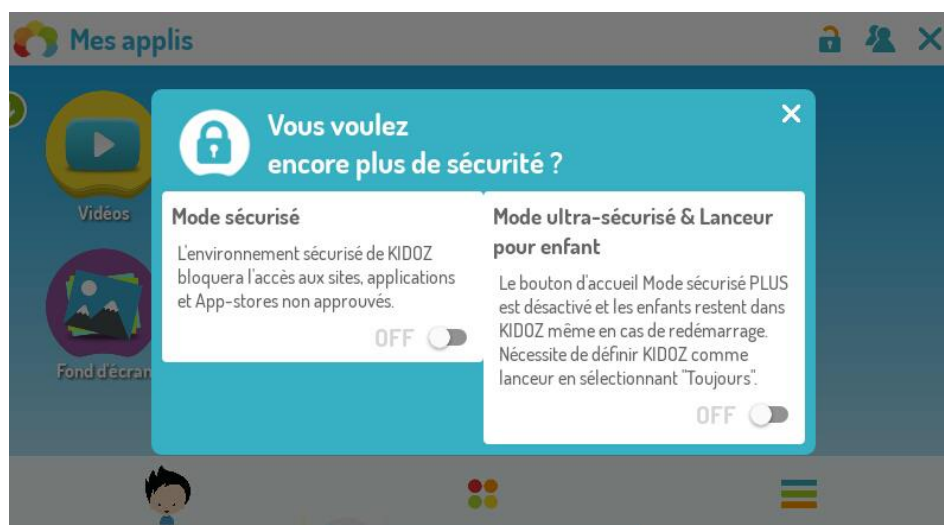 Mes applis
Vous voulez
encore plus de sécurité ?
Mode sécurisé
L'environnement sécurisé de KIDOZ
bloquera l'accès aux sites, applications
et App-stores non approuvés.
OFF
Mode ultra-sécurisé & Lanceur
pour enfant
Le bouton d'accueil Mode sécurisé PLUS
est désactivé et les enfants restent dans
KIDOZ même en cas de redémarrage.
Nécessite de définir KIDOZ comme
lanceur en sélectionnant "Toujours".
OFF
Vidéos
Fond d'écran